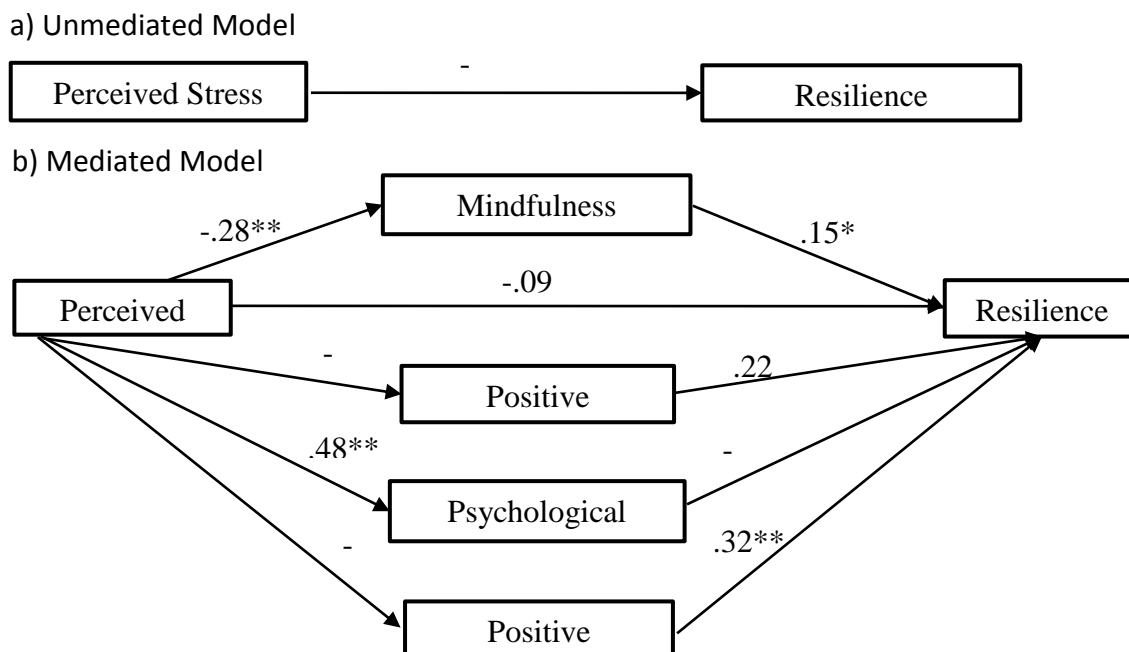 a) Unmediated Model
-
Perceived Stress
Resilience
b) Mediated Model
Mindfulness
-.28**
.15*
-.09
Perceived
Resilience
-
.22
Positive
.48**
-
Psychological
-
.32**
Positive